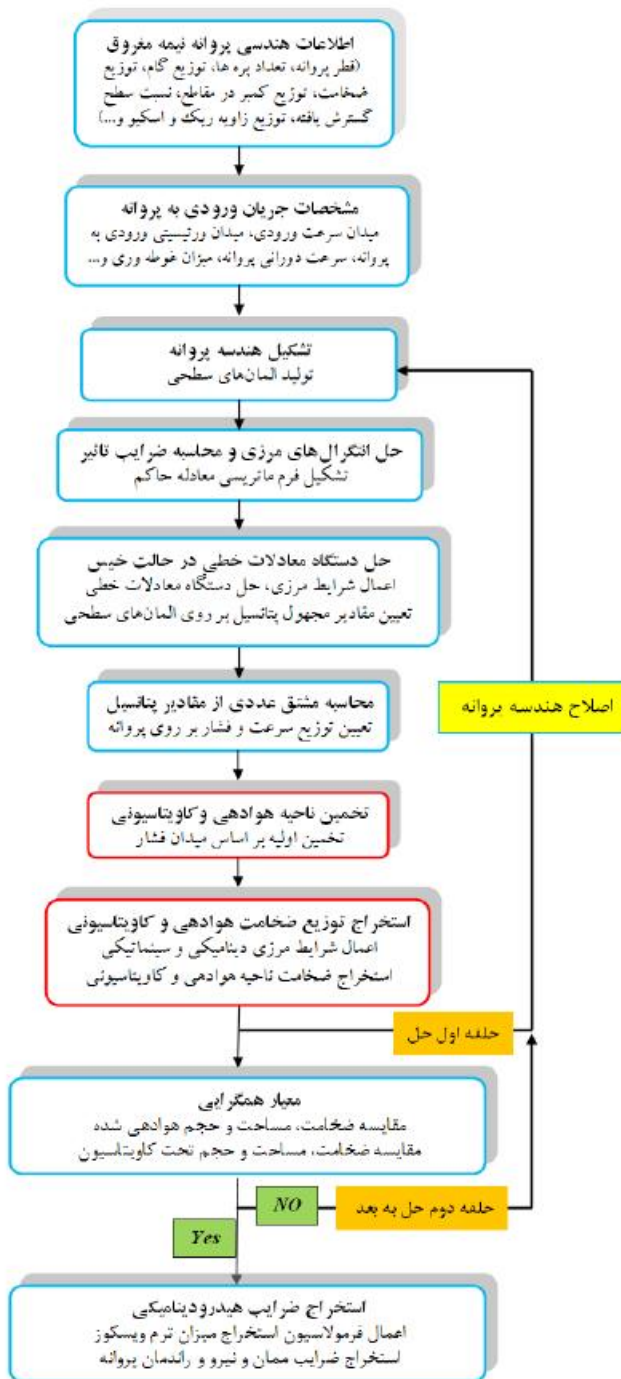 اطلاعات هندسی پروانه نیمه مغروق
(قطر پروانه، تعداد پره ها، توزیع گام، توزیع
ضخامت، توزیع کمبر در مقاطع، نسبت سطح
گسترش یافته، توزیع زاویه ریک و اسکیو و...)
مشخصات جریان ورودی به پروانه
میدان سرعت ورودی، میدان ورتیسیتی ورودی به
پروانه، سرعت دورانی پروانه، میزان غوطه وری و...
تشکیل هندسه پروانه
تولید المان‌های سطحی
حل انتگرال‌های مرزی و محاسبه ضرایب تاثیر
تشکیل فرم ماتریسی معادله حاکم
حل دستگاه معادلات خطی در حالت خیس
اعمال شرایط مرزی، حل دستگاه معادلات خطی
تعیین مقادیر مجهول پتانسیل بر روی المان‌های سطحی
محاسبه مشتق عددی از مقادیر پتانسیل
تعیین توزیع سرعت و فشار بر روی پروانه
اصلاح هندسه پروانه
تخمین ناحیه هوادهی وکاویتاسیونی
تخمین اولیه بر اساس میدان فشار
استخراج توزیع ضخامت هوادهی و کاویتاسیونی
اعمال شرایط مرزی دینامیکی و سینماتیکی
استخراج ضخامت ناحیه هوادهی و کاویتاسیونی
حلقه اول حل
معیار همگرایی
مقایسه ضخامت، مساحت و حجم هوادهی شده
مقایسه ضخامت، مساحت و حجم تحت کاویتاسیون
NO
حلقه دوم حل به بعد
Yes
استخراج ضرایب هیدرودینامیکی
اعمال فرمولاسیون استخراج میزان ترم ویسکوز
استخراج ضرایب ممان و نیرو و راندمان پروانه